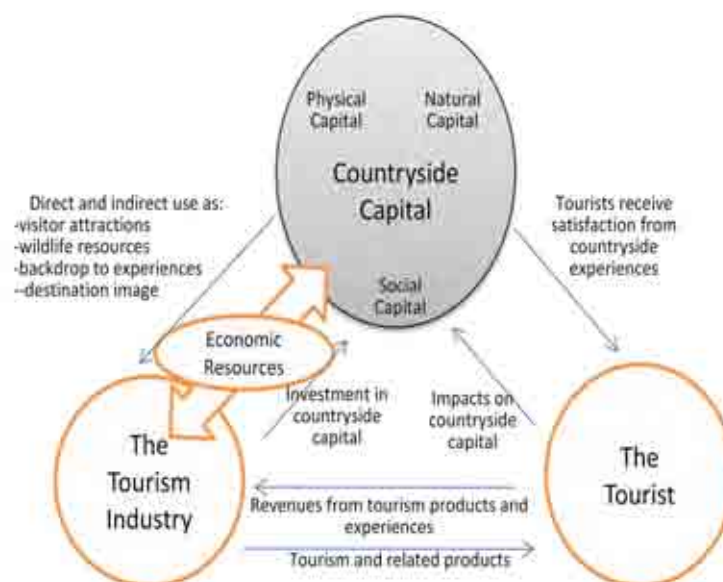 Physical
Capital
Natural
Capital
Countryside
Capital
Social
Capital
Direct and indirect use as:
-visitor attractions
-wildlife resources
-backdrop to experiences
--destination image
Tourists receive
satisfaction from
countryside
experiences
Economic
Resources
Investment in
countryside
capital
Impacts on
countryside
capital
The
Tourism
Industry
The
Tourist
Revenues from tourism products and
experiences
Tourism and related products